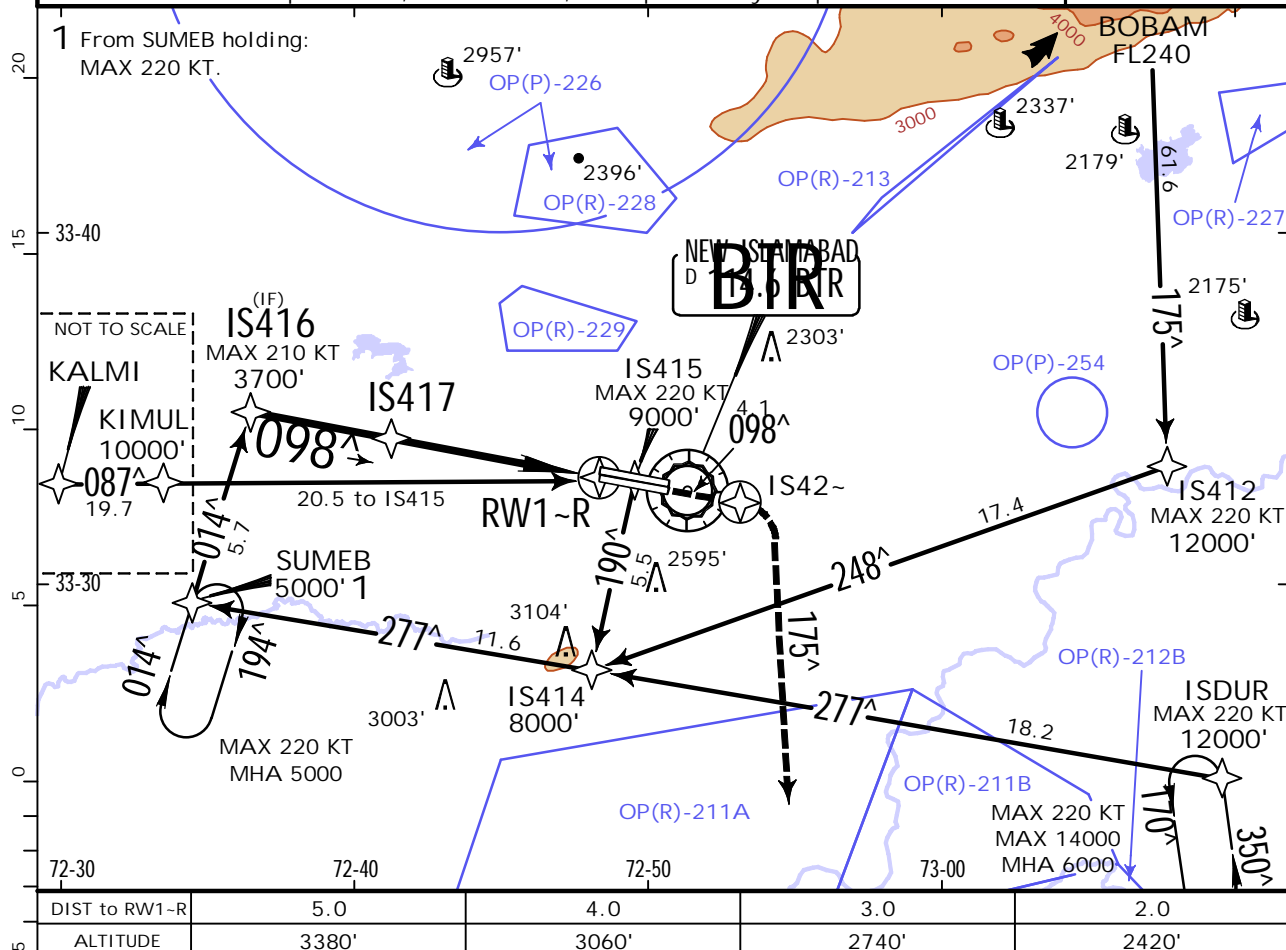 1 From SUMEB holding:
MAX 220 KT.
2957'
OP(P)-226
2396'
OP(R)-228
4000
3000
BOBAM
FL240
2337'
2179'
61.6
OP(R)-213
OP(R)-227
20
15
33-40
NEW ISLAMABAD
D 114.6 BTR
BTR
175^
2175'
(IF)
IS416
MAX 210 KT
3700'
NOT TO SCALE
KALMI
KIMUL
10000'
087^
19.7
IS417
098^
OP(R)-229
2303'
IS415
MAX 220 KT
9000'
4.1
098^
OP(P)-254
10
20.5 to IS415
RW1~R
IS42~
IS412
MAX 220 KT
12000'
17.4
248^
014^
5.7
190^
5.5
2595'
33-30
5
SUMEB
5000' 1
3104'
277^
11.6
175^
014^
194^
IS414
8000'
3003'
MAX 220 KT
MHA 5000
277^
18.2
OP(R)-212B
ISDUR
MAX 220 KT
12000'
0
OP(R)-211A
OP(R)-211B
MAX 220 KT
MAX 14000
MHA 6000
170^
350^
72-30
72-40
72-50
73-00
DIST to RW1~R 5.0 4.0 3.0 2.0
ALTITUDE 3380' 3060' 2740' 2420'
5